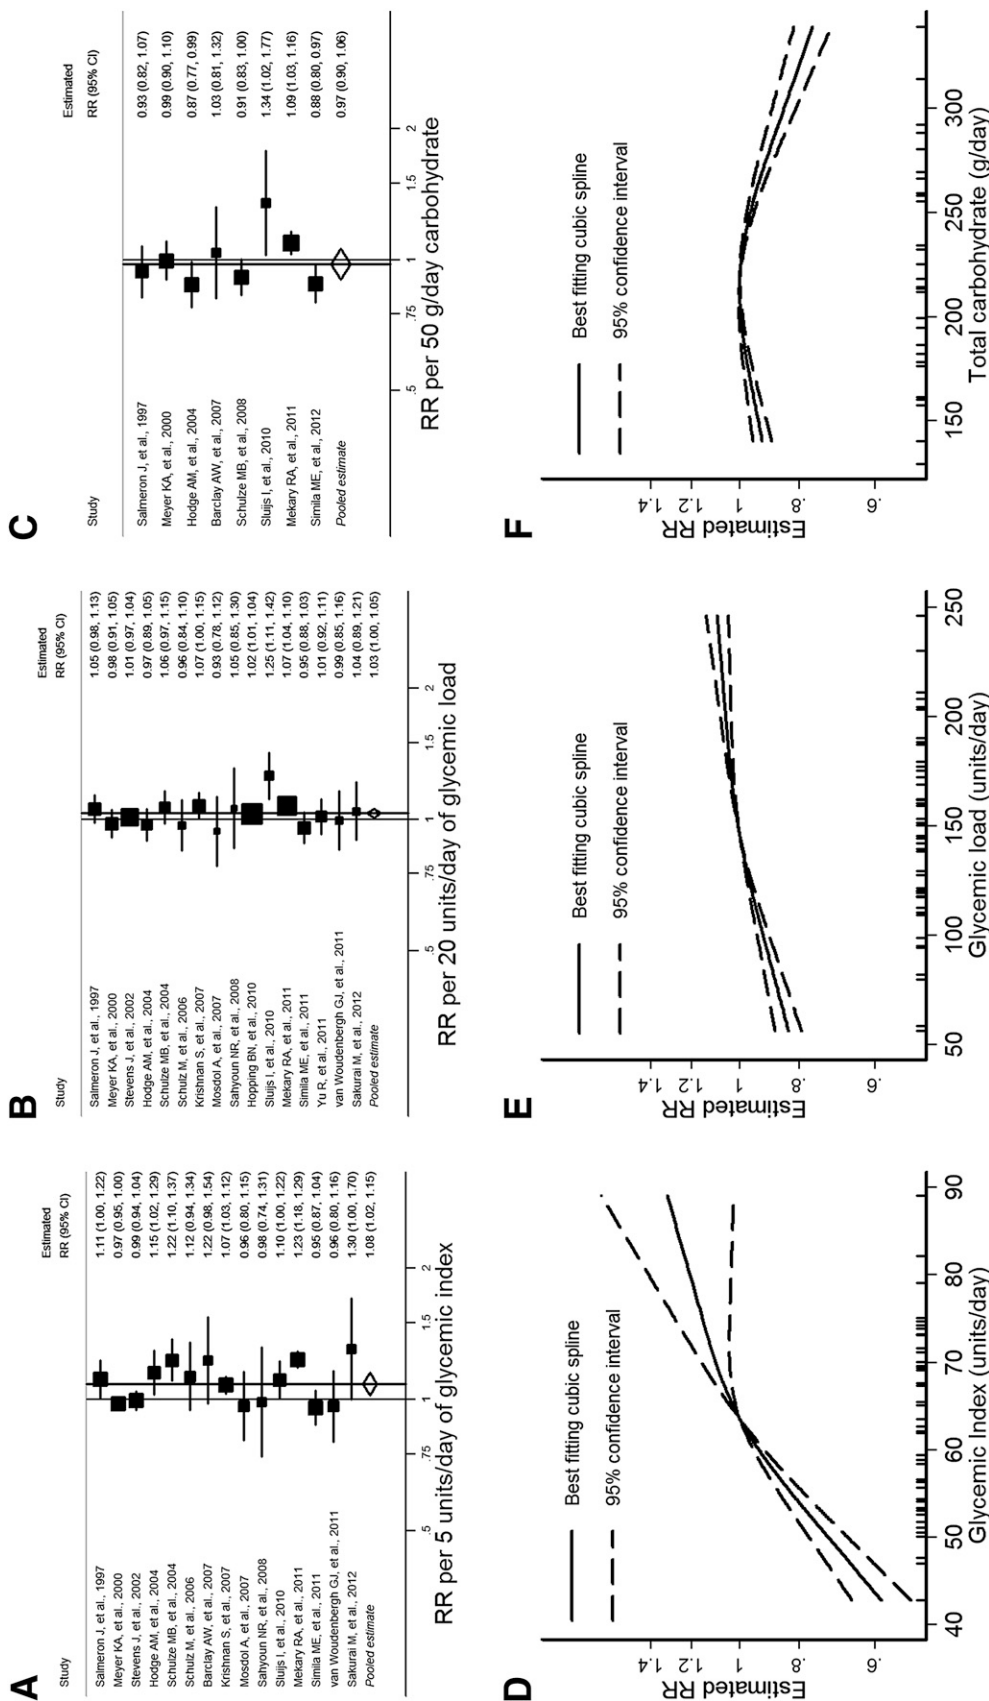 A
Study
Estimated
RR (95% CI)
Salmeron J, et al., 1997 1.11 (1.00, 1.22)
Meyer KA, et al., 2000 0.97 (0.95, 1.00)
Stevens J, et al., 2002 0.99 (0.94, 1.04)
Hodge AM, et al., 2004 1.15 (1.02, 1.29)
Schulze MB, et al., 2004 1.22 (1.10, 1.37)
Schulz M, et al., 2006 1.12 (0.94, 1.34)
Barclay AW, et al., 2007 1.22 (0.98, 1.54)
Krishnan S, et al., 2007 1.07 (1.03, 1.12)
Mosdol A, et al., 2007 0.96 (0.80, 1.15)
Sahyoun NR, et al., 2008 0.98 (0.74, 1.31)
Sluijs I, et al., 2010 1.10 (1.00, 1.22)
Mekary RA, et al., 2011 1.23 (1.18, 1.29)
Simila ME, et al., 2011 0.95 (0.87, 1.04)
van Woudenbergh GJ, et al., 2011 0.96 (0.80, 1.16)
Sakurai M, et al., 2012 1.30 (1.00, 1.70)
Pooled estimate 1.08 (1.02, 1.15)
.5 .75 1 1.5 2
RR per 5 units/day of glycemic index
B
Study
Estimated
RR (95% CI)
Salmeron J, et al., 1997 1.05 (0.98, 1.13)
Meyer KA, et al., 2000 0.98 (0.91, 1.05)
Stevens J, et al., 2002 1.01 (0.97, 1.04)
Hodge AM, et al., 2004 0.97 (0.89, 1.05)
Schulze MB, et al., 2004 1.06 (0.97, 1.15)
Schulz M, et al., 2006 0.96 (0.84, 1.10)
Krishnan S, et al., 2007 1.07 (1.00, 1.15)
Mosdol A, et al., 2007 0.93 (0.78, 1.12)
Sahyoun NR, et al., 2008 1.05 (0.85, 1.30)
Hopping BN, et al., 2010 1.02 (1.01, 1.04)
Sluijs I, et al., 2010 1.25 (1.11, 1.42)
Mekary RA, et al., 2011 1.07 (1.04, 1.10)
Simila ME, et al., 2011 0.95 (0.88, 1.03)
Yu R, et al., 2011 1.01 (0.92, 1.11)
van Woudenbergh GJ, et al., 2011 0.99 (0.85, 1.16)
Sakurai M, et al., 2012 1.04 (0.89, 1.21)
Pooled estimate 1.03 (1.00, 1.05)
.5 .75 1 1.5 2
RR per 20 units/day of glycemic load
C
Study
Estimated
RR (95% CI)
Salmeron J, et al., 1997 0.93 (0.82, 1.07)
Meyer KA, et al., 2000 0.99 (0.90, 1.10)
Hodge AM, et al., 2004 0.87 (0.77, 0.99)
Barclay AW, et al., 2007 1.03 (0.81, 1.32)
Schulze MB, et al., 2008 0.91 (0.83, 1.00)
Sluijs I, et al., 2010 1.34 (1.02, 1.77)
Mekary RA, et al., 2011 1.09 (1.03, 1.16)
Simila ME, et al., 2012 0.88 (0.80, 0.97)
Pooled estimate 0.97 (0.90, 1.06)
.5 .75 1 1.5 2
RR per 50 g/day carbohydrate
D
Estimated RR
1.4
1.2
1
.8
.6
Best fitting cubic spline
95% confidence interval
40 50 60 70 80 90
Glycemic Index (units/day)
E
Estimated RR
1.4
1.2
1
.8
.6
Best fitting cubic spline
95% confidence interval
50 100 150 200 250
Glycemic load (units/day)
F
Estimated RR
1.4
1.2
1
.8
.6
Best fitting cubic spline
95% confidence interval
150 200 250 300
Total carbohydrate (g/day)